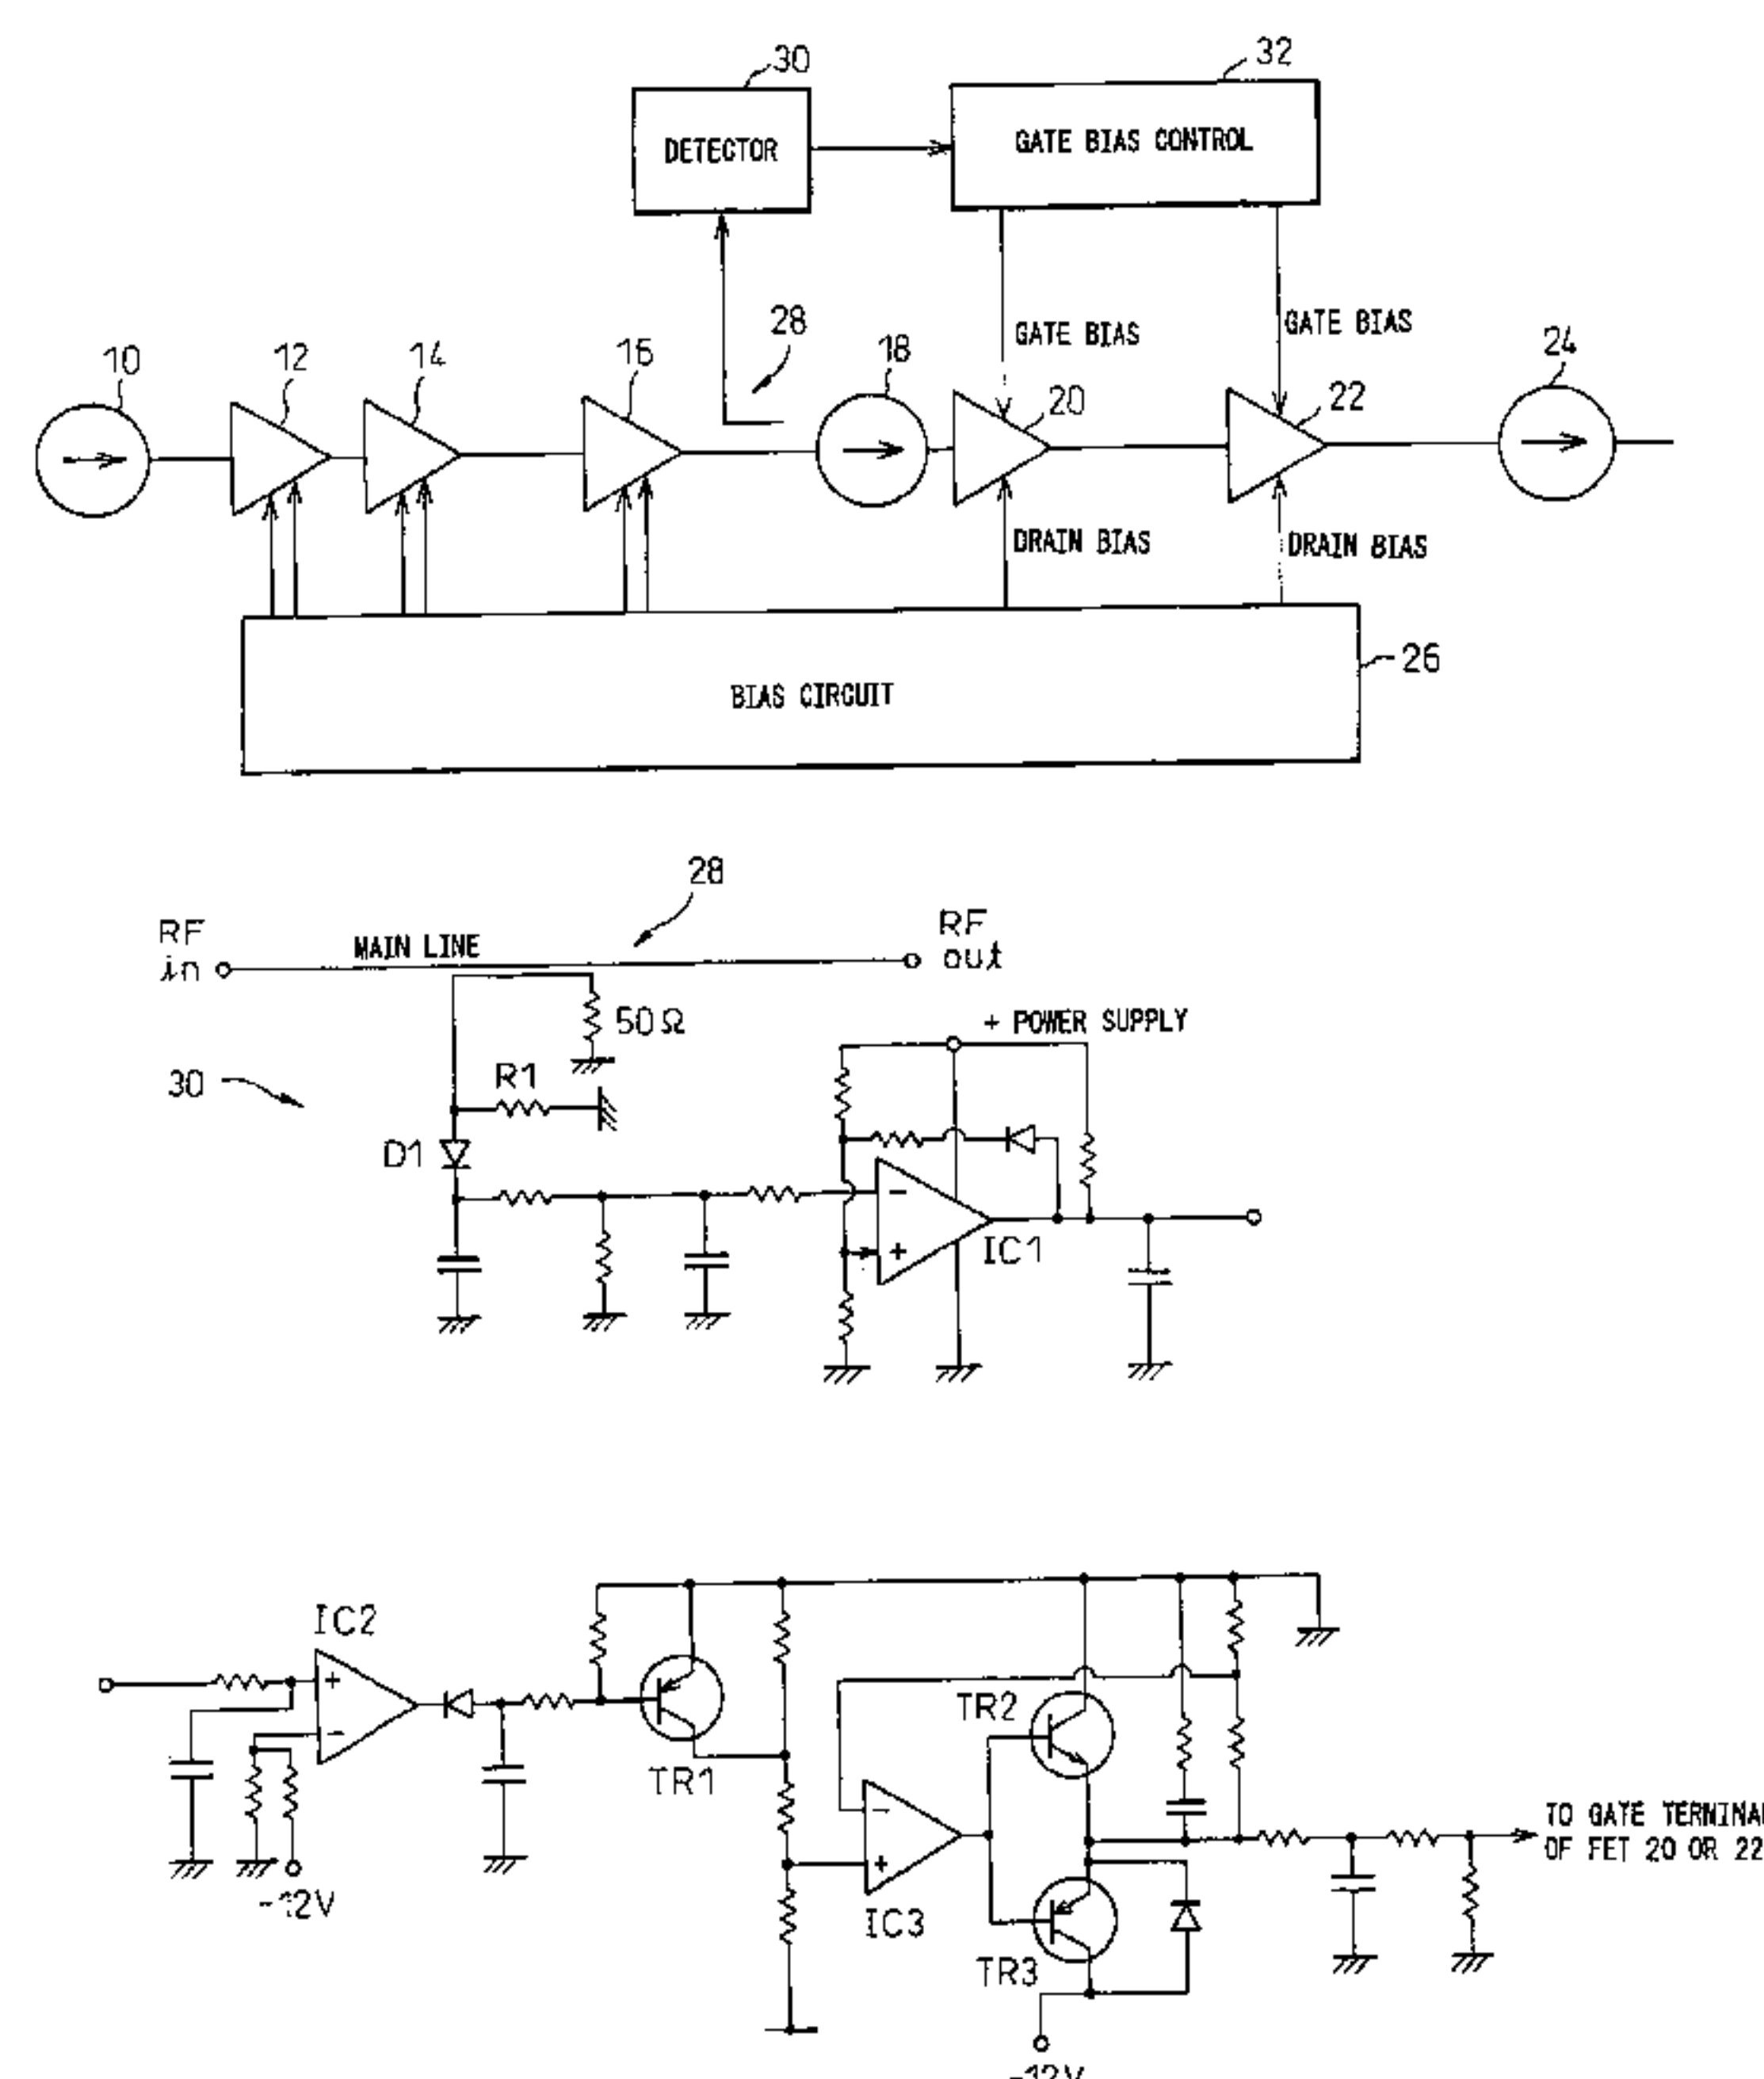 30
32
DETECTOR
GATE BIAS CONTROL
28
GATE BIAS
GATE BIAS
10
12
14
16
18
20
22
24
DRAIN BIAS
DRAIN BIAS
BIAS CIRCUIT
26
28
RF
in
MAIN LINE
RF
out
50Ω
+ POWER SUPPLY
30
R1
D1
-
+
IC1
IC2
+
-
TR1
TR2
-
+
IC3
TR3
-12V
TO GATE TERMINAL
OF FET 20 OR 22
-12V